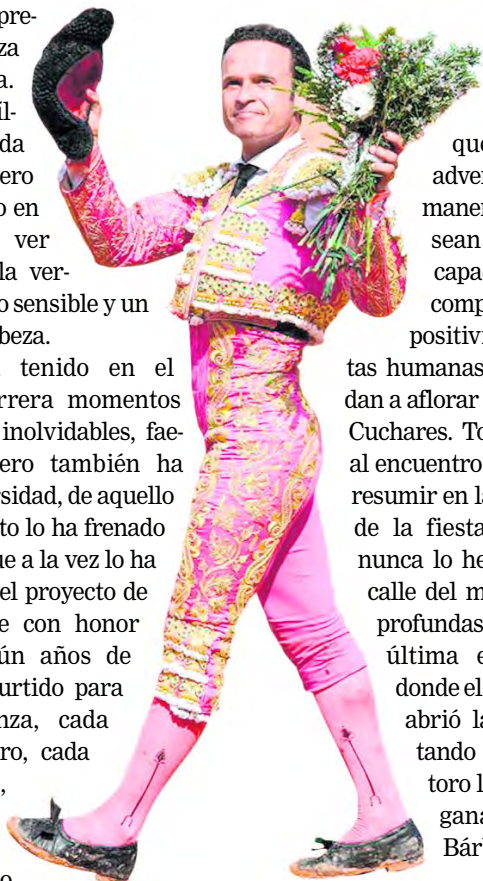 pre-
za
a.
íl-
da
ero
o en
ver
la ver-
o sensible y un
beza.
tenido en el
rrera momentos
inolvidables, fae-
ero también ha
rsidad, de aquello
to lo ha frenado
ue a la vez lo ha
el proyecto de
e con honor
ún años de
urtido para
nza, cada
ro, cada
,
que
adver
maner
sean
capac
comp
positivi
tas humanas
dan a aflorar
Cuchares. To
al encuentro
resumir en la
de la fiesta
nunca lo he
calle del m
profundas
última e
donde el
abrió la
tando
toro l
gana
Bárb